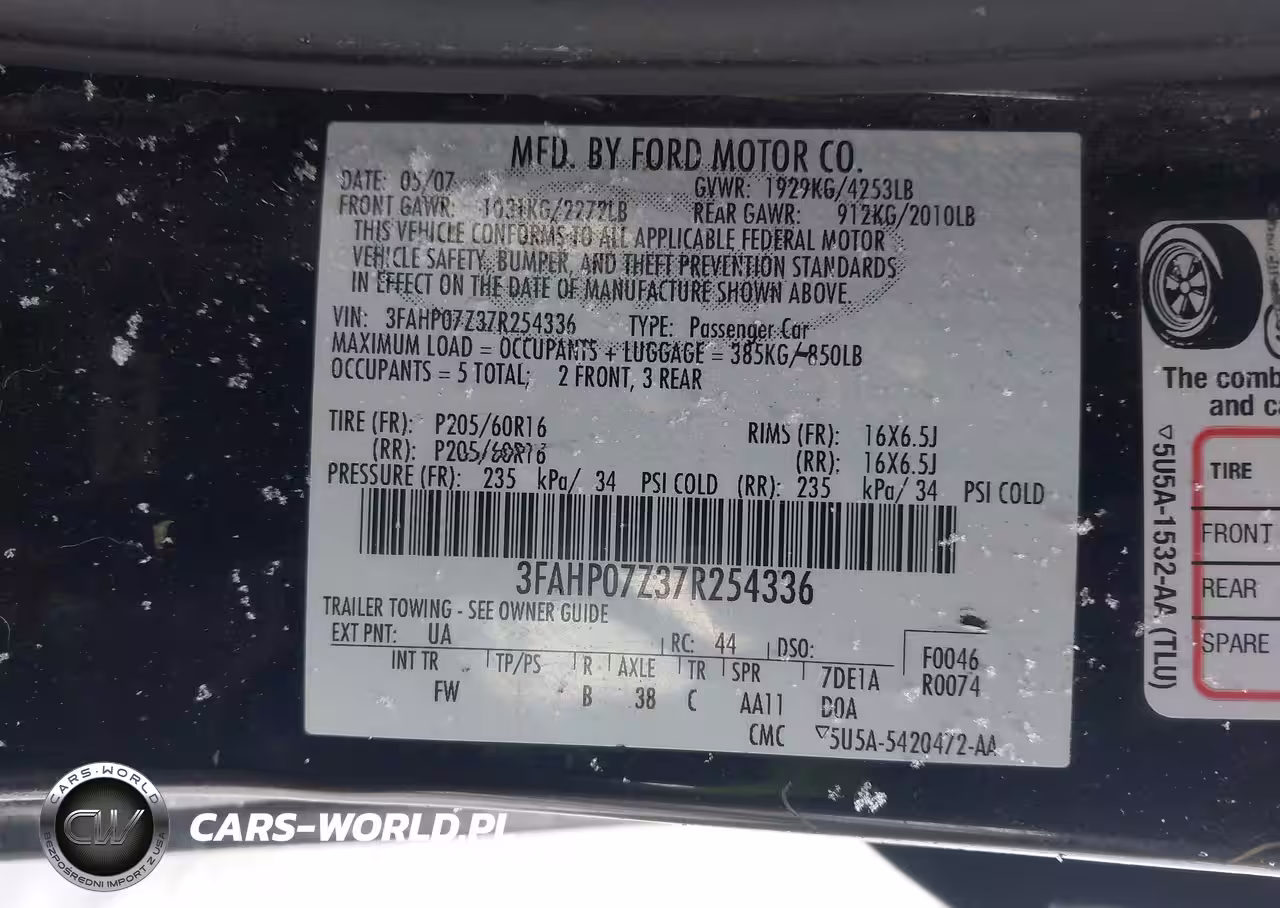 MFD. BY FORD MOTOR CO.
DATE: 05/07 GVWR: 1929KG/4253LB
FRONT GAWR: 1031KG/2272LB REAR GAWR: 912KG/2010LB
THIS VEHICLE CONFORMS TO ALL APPLICABLE FEDERAL MOTOR
VEHICLE SAFETY, BUMPER, AND THEFT PREVENTION STANDARDS
IN EFFECT ON THE DATE OF MANUFACTURE SHOWN ABOVE.
VIN: 3FAHP07Z37R254336 TYPE: Passenger Car
MAXIMUM LOAD = OCCUPANTS + LUGGAGE = 385KG/ 850LB
OCCUPANTS = 5 TOTAL; 2 FRONT, 3 REAR
TIRE (FR): P205/60R16 RIMS (FR): 16X6.5J
(RR): P205/60R16 (RR): 16X6.5J
PRESSURE (FR): 235 kPa/ 34 PSI COLD (RR): 235 kPa/ 34 PSI COLD
3FAHP07Z37R254336
TRAILER TOWING - SEE OWNER GUIDE
EXT PNT: UA RC: 44 DSO:
INT TR TP/PS R AXLE TR SPR 7DE1A F0046
FW B 38 C AA11 D0A R0074
CMC ▽5U5A-5420472-AA
The comb
and ca
TIRE
FRONT
REAR
SPARE
▽5U5A-1532-AA (TLU)
CARS-WORLD
CW
BEZPOŚREDNI IMPORT Z USA
CARS-WORLD.PL